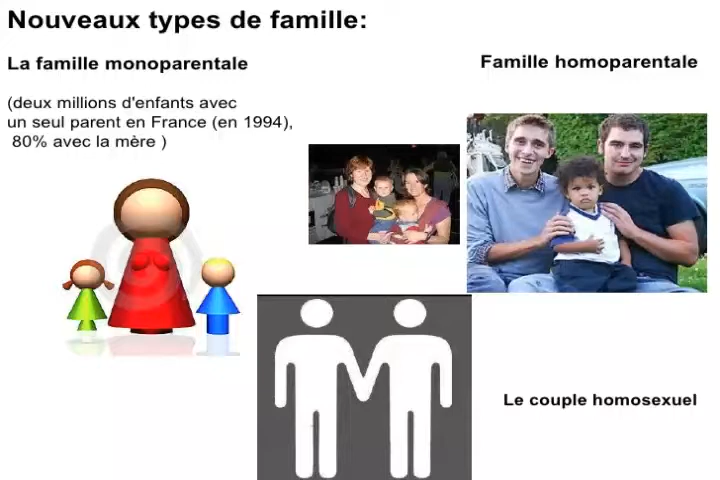 Nouveaux types de famille:
La famille monoparentale
Famille homoparentale
(deux millions d'enfants avec
un seul parent en France (en 1994),
80% avec la mère )
Le couple homosexuel